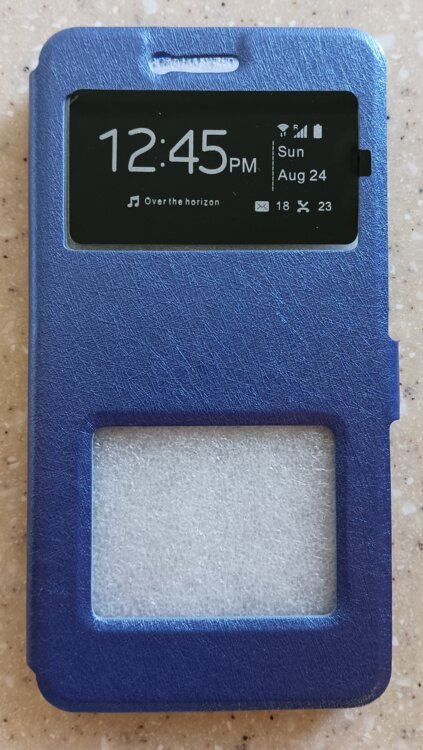 12:45PM
R
Sun
Aug 24
Over the horizon
18 23